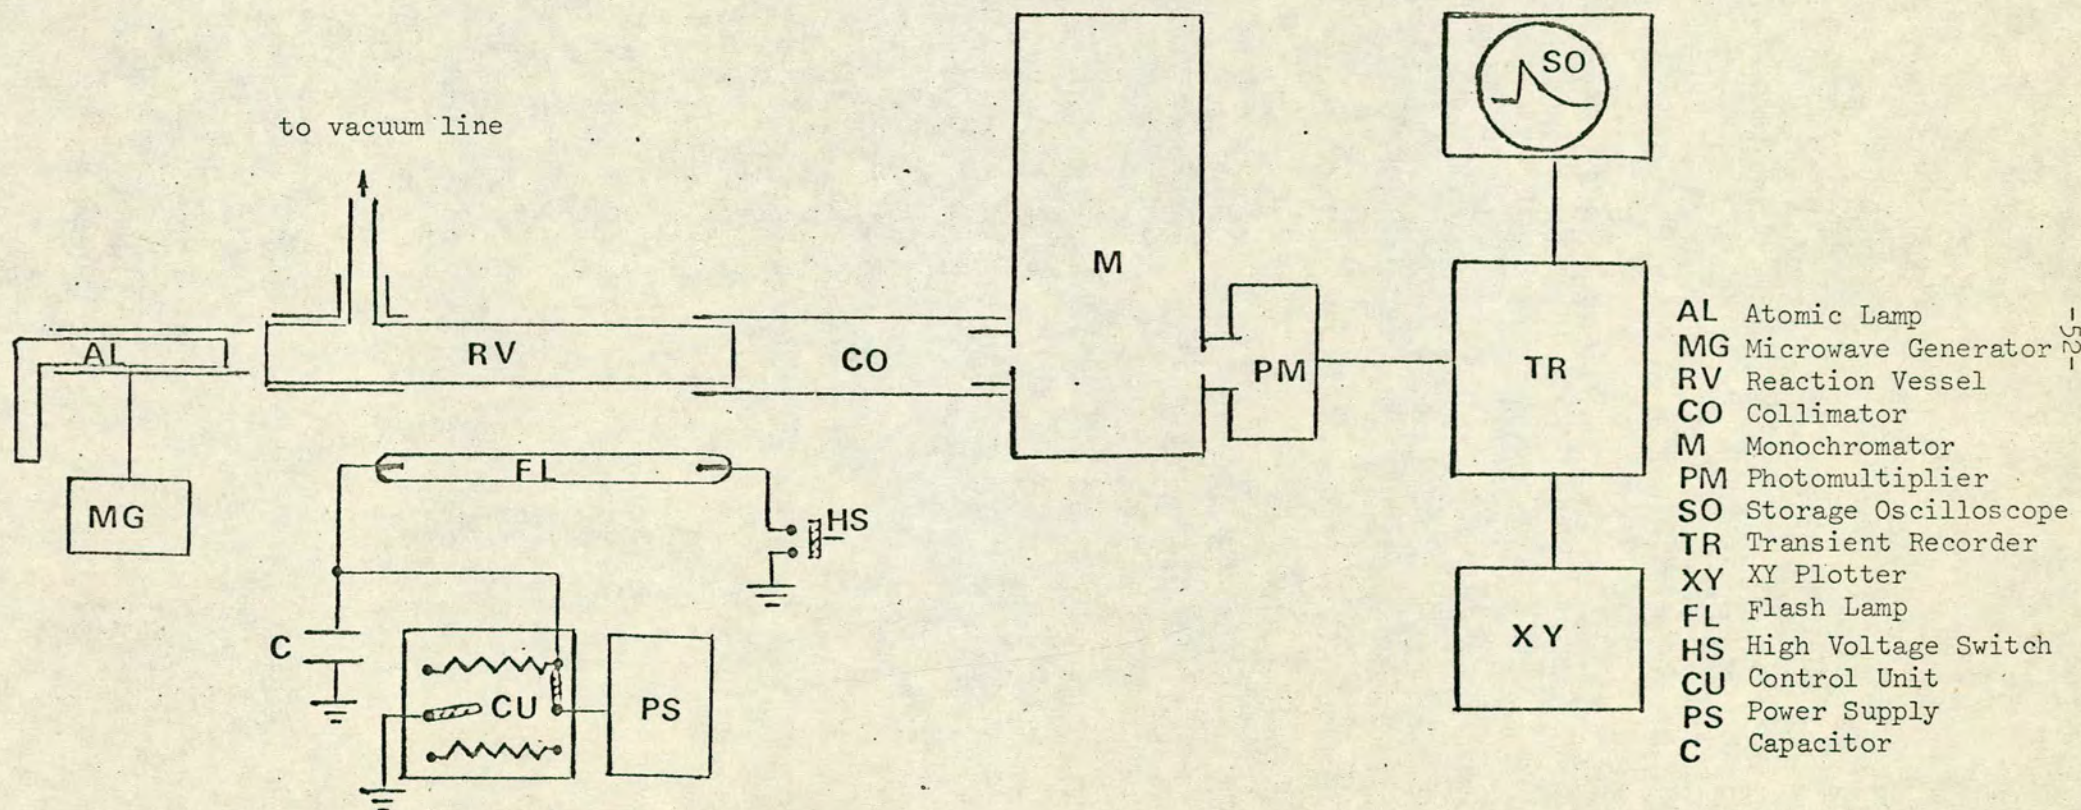 SO
to vacuum line
M
AL
RV
CO
PM
TR
FL
MG
HS
C
CU
PS
XY
AL Atomic Lamp
MG Microwave Generator
RV Reaction Vessel
CO Collimator
M Monochromator
PM Photomultiplier
SO Storage Oscilloscope
TR Transient Recorder
XY XY Plotter
FL Flash Lamp
HS High Voltage Switch
CU Control Unit
PS Power Supply
C Capacitor
-52-